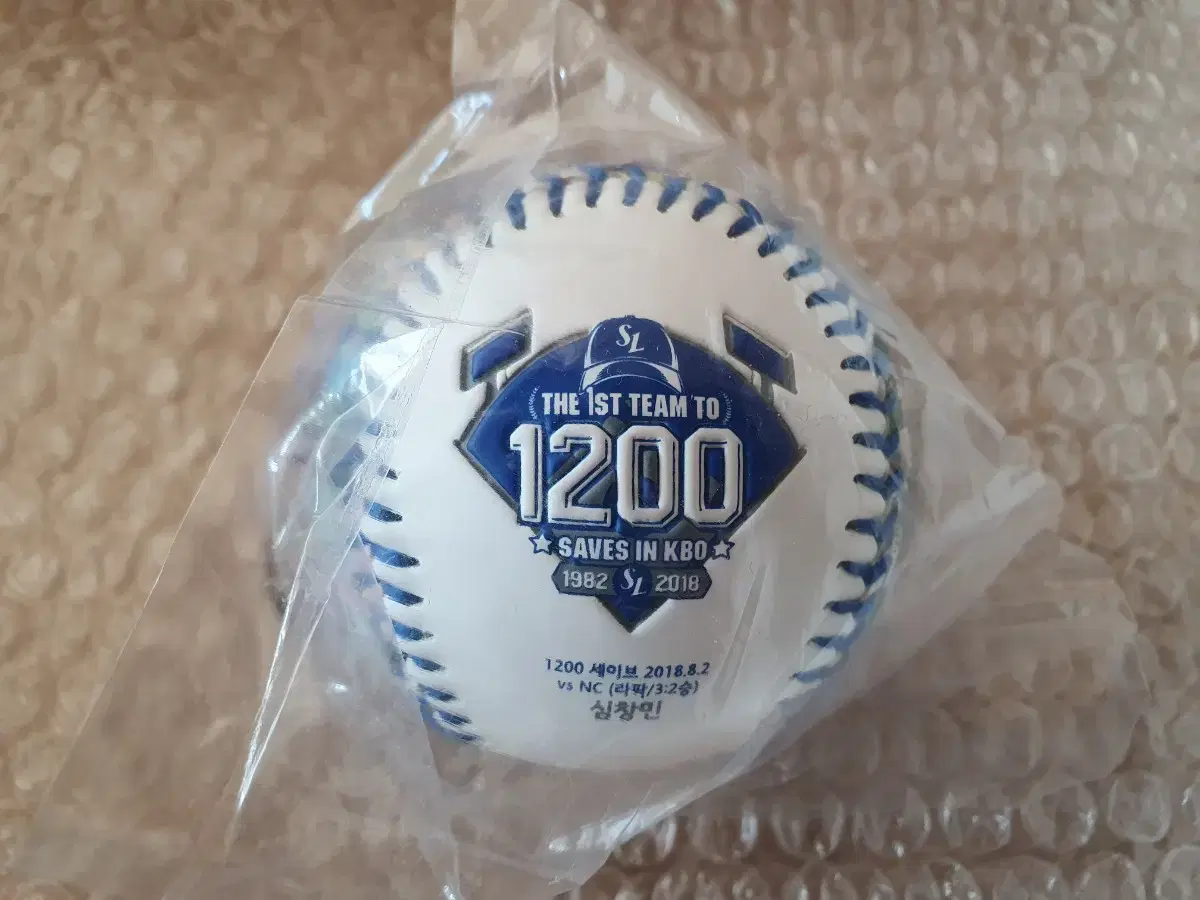 SL
THE 1ST TEAM TO
1200
SAVES IN KBO
1982 SL 2018
1200 세이브 2018.8.2
vs NC (라팍/3:2승)
심창민